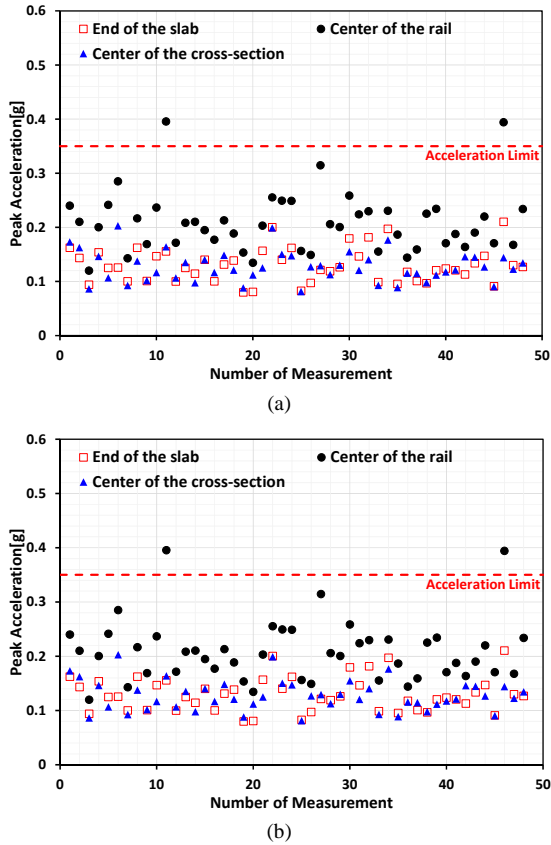 0.6
End of the slab
Center of the rail
Center of the cross-section
0.5
0.4
0.3
0.2
0.1
0
Peak Acceleration[g]
Acceleration Limit
0 10 20 30 40 50
Number of Measurement
(a)
0.6
End of the slab
Center of the rail
Center of the cross-section
0.5
0.4
0.3
0.2
0.1
0
Peak Acceleration[g]
Acceleration Limit
0 10 20 30 40 50
Number of Measurement
(b)